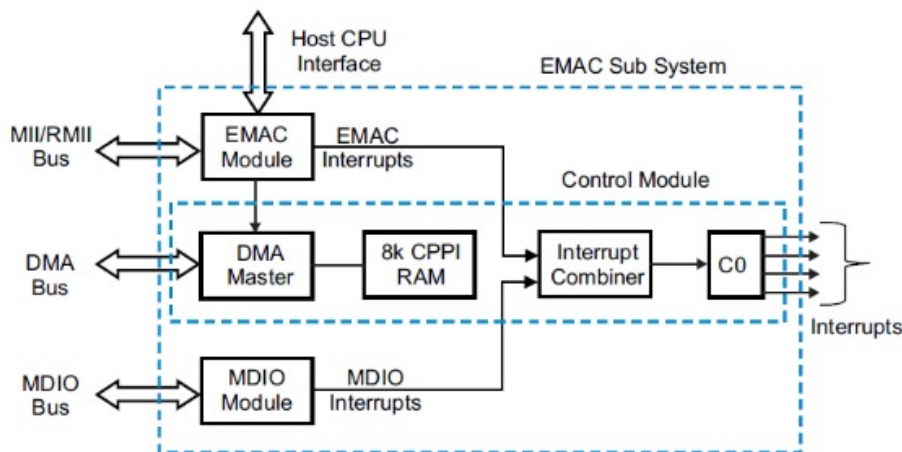 Host CPU
Interface
EMAC Sub System
MII/RMII
Bus
EMAC
Module
EMAC
Interrupts
Control Module
DMA
Bus
DMA
Master
8k CPPI
RAM
Interrupt
Combiner
C0
Interrupts
MDIO
Bus
MDIO
Module
MDIO
Interrupts